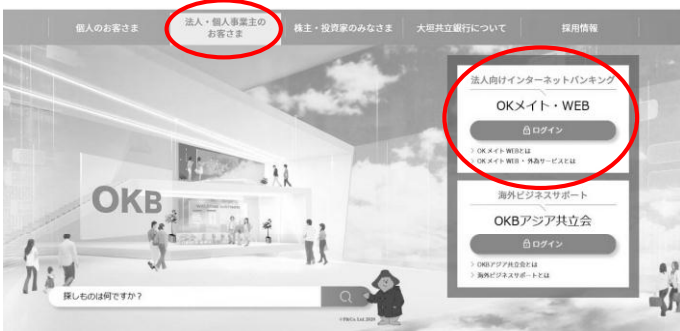 個人のお客さま
法人・個人事業主の
お客さま
株主・投資家のみなさま
大垣共立銀行について
採用情報
法人向けインターネットバンキング
OKメイト・WEB
ログイン
> OKメイト WEBとは
> OKメイト WEB・外為サービスとは
海外ビジネスサポート
OKBアジア共立会
ログイン
> OKBアジア共立会とは
> 海外ビジネスサポートとは
OKB
探しものは何ですか？